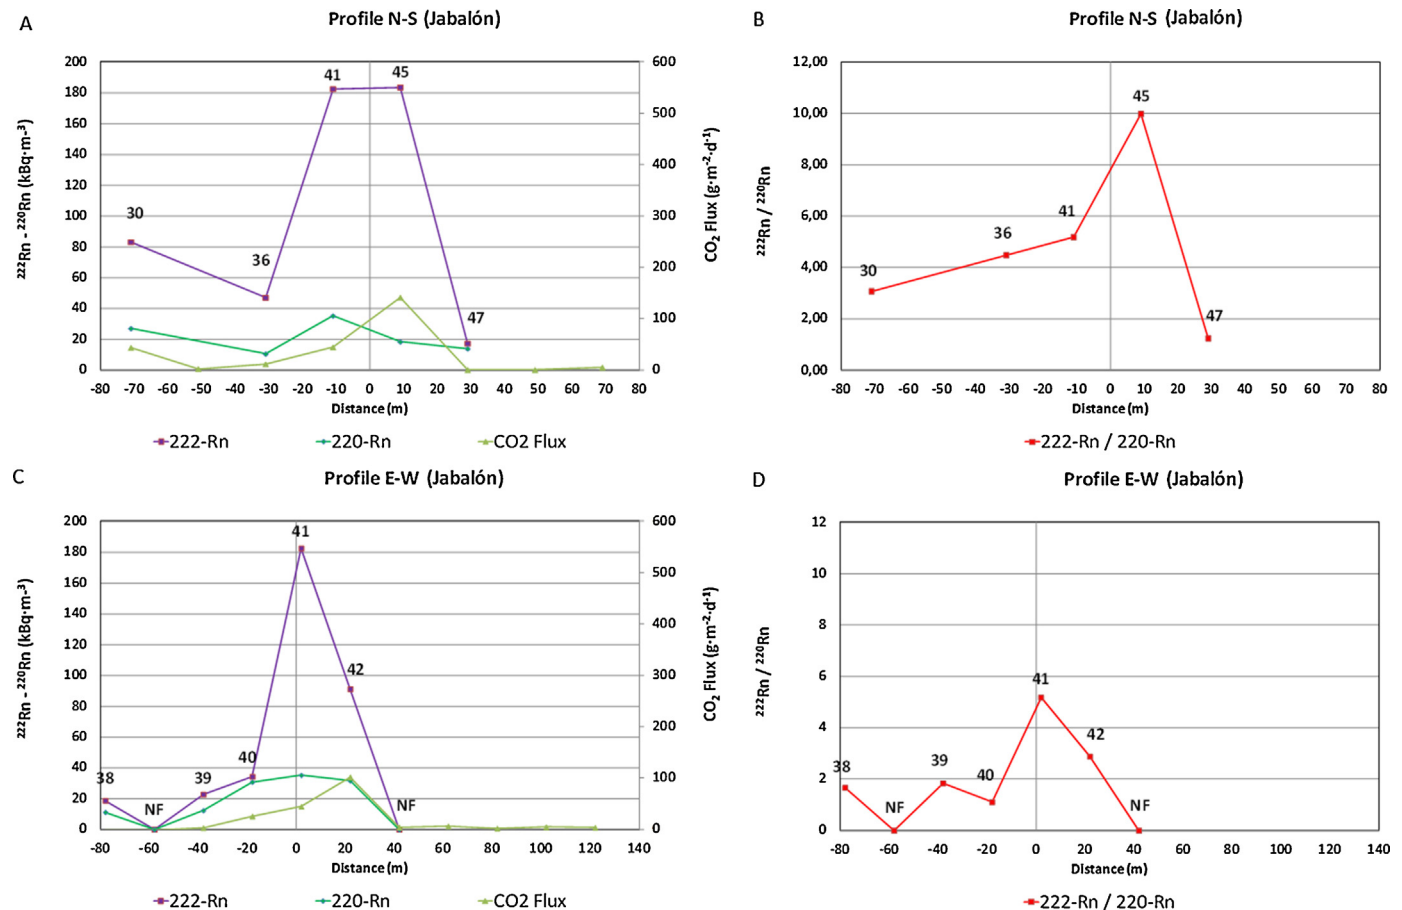 A
Profile N-S (Jabalón)
200
180
160
140
120
100
80
60
40
20
0
600
500
400
300
200
100
0
²²²Rn - ²²⁰Rn (kBq·m-³)
CO₂ Flux (g·m-²·d-¹)
30
36
41
45
47
-80 -70 -60 -50 -40 -30 -20 -10 0 10 20 30 40 50 60 70 80
Distance (m)
222-Rn 220-Rn CO2 Flux
B
Profile N-S (Jabalón)
12,00
10,00
8,00
6,00
4,00
2,00
0,00
²²²Rn / ²²⁰Rn
30
36
41
45
47
-80 -70 -60 -50 -40 -30 -20 -10 0 10 20 30 40 50 60 70 80
Distance (m)
222-Rn / 220-Rn
C
Profile E-W (Jabalón)
200
180
160
140
120
100
80
60
40
20
0
600
500
400
300
200
100
0
²²²Rn - ²²⁰Rn (kBq·m-³)
CO₂ Flux (g·m-²·d-¹)
38
NF
39
40
41
42
NF
-80 -60 -40 -20 0 20 40 60 80 100 120 140
Distance (m)
222-Rn 220-Rn CO2 Flux
D
Profile E-W (Jabalón)
12
10
8
6
4
2
0
²²²Rn / ²²⁰Rn
38
NF
39
40
41
42
NF
-80 -60 -40 -20 0 20 40 60 80 100 120 140
Distance (m)
222-Rn / 220-Rn